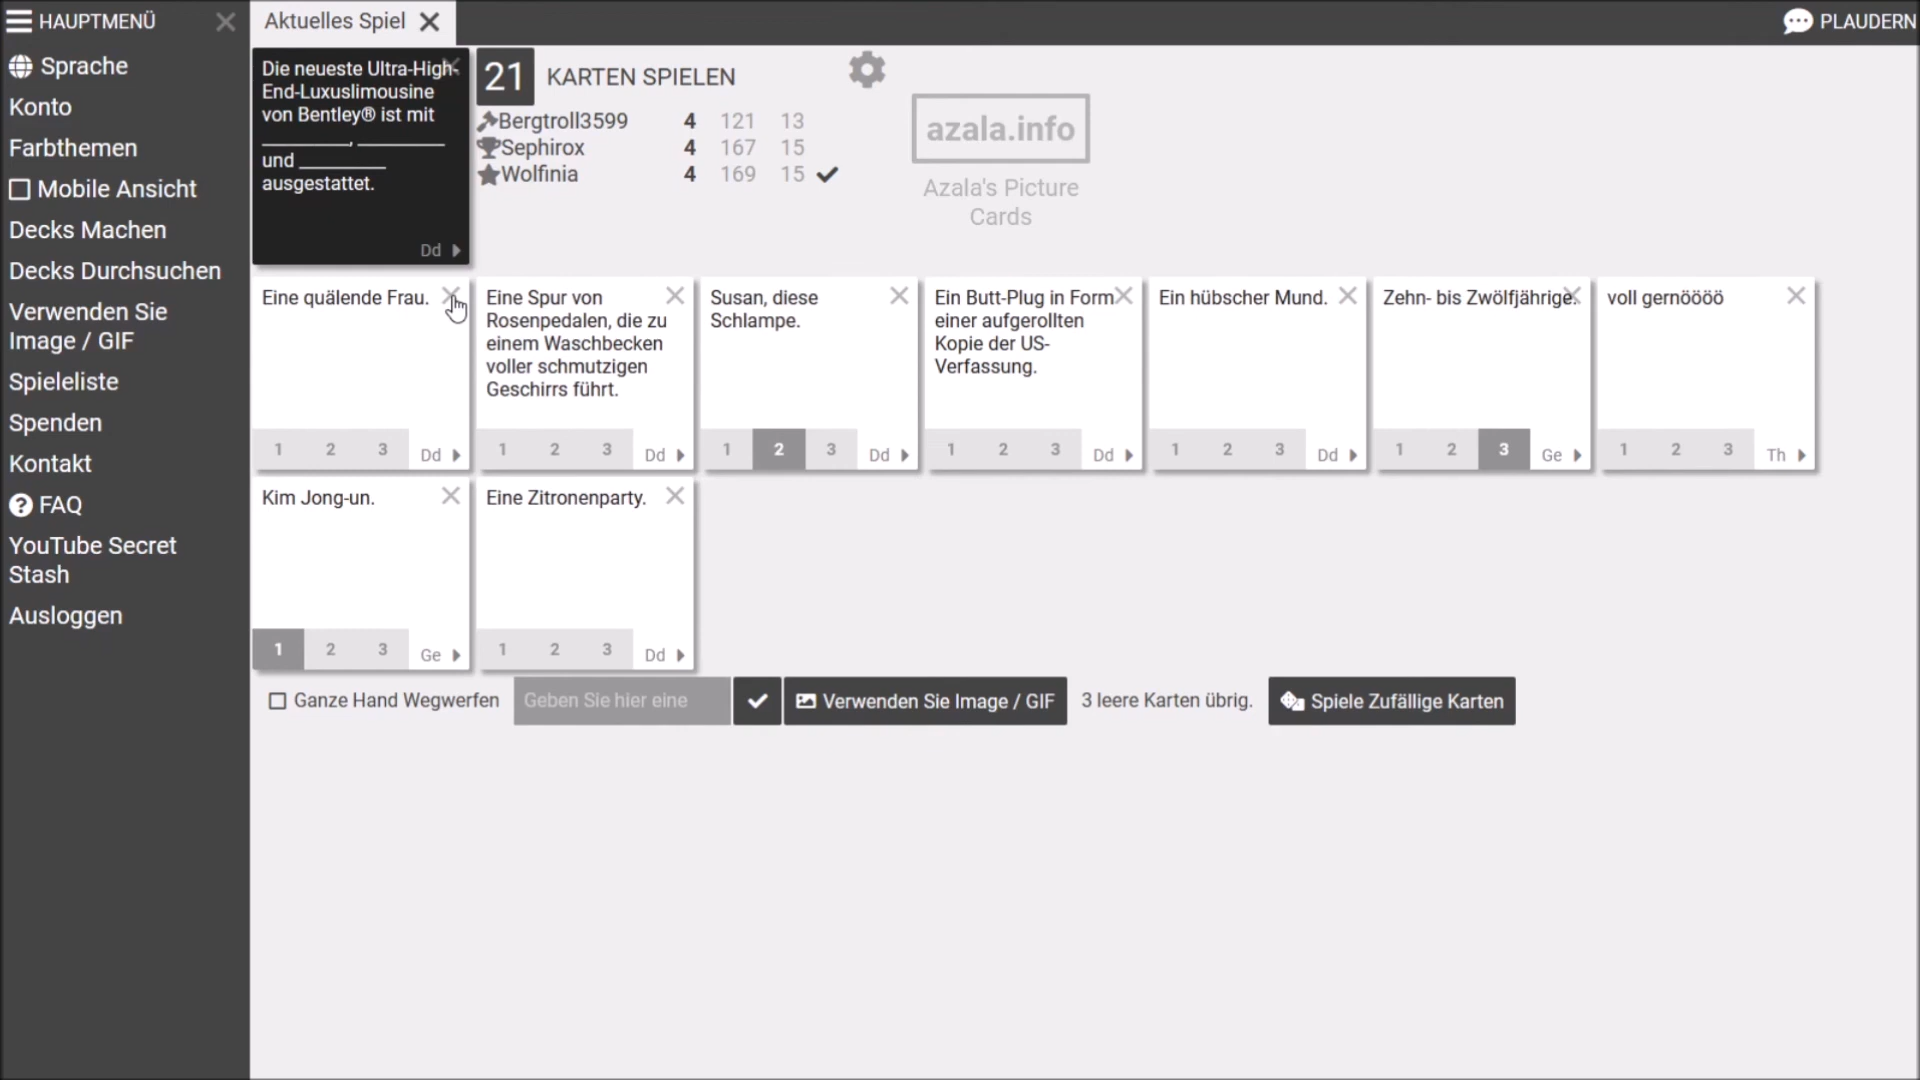 HAUPTMENÜ
Aktuelles Spiel
PLAUDERN
Sprache
Konto
Farbthemen
Mobile Ansicht
Decks Machen
Decks Durchsuchen
Verwenden Sie
Image / GIF
Spieleliste
Spenden
Kontakt
FAQ
YouTube Secret
Stash
Ausloggen
Die neueste Ultra-High-
End-Luxuslimousine
von Bentley® ist mit
________, ________
und ________
ausgestattet.
Dd
21 KARTEN SPIELEN
Bergtroll3599 4 121 13
Sephirox 4 167 15
Wolfinia 4 169 15
azala.info
Azala's Picture
Cards
Eine quälende Frau.
1 2 3 Dd
Eine Spur von
Rosenpedalen, die zu
einem Waschbecken
voller schmutzigen
Geschirrs führt.
1 2 3 Dd
Susan, diese
Schlampe.
1 2 3 Dd
Ein Butt-Plug in Form
einer aufgerollten
Kopie der US-
Verfassung.
1 2 3 Dd
Ein hübscher Mund.
1 2 3 Dd
Zehn- bis Zwölfjährige.
1 2 3 Ge
voll gernöööö
1 2 3 Th
Kim Jong-un.
1 2 3 Ge
Eine Zitronenparty.
1 2 3 Dd
Ganze Hand Wegwerfen
Geben Sie hier eine
Verwenden Sie Image / GIF
3 leere Karten übrig.
Spiele Zufällige Karten